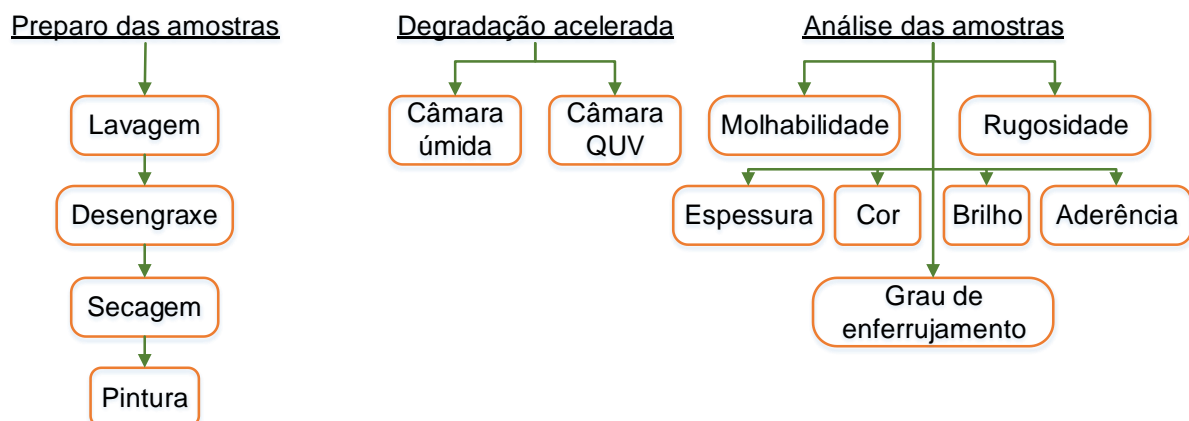 Preparo das amostras
Lavagem
Desengraxe
Secagem
Pintura
Degradação acelerada
Câmara
úmida
Câmara
QUV
Análise das amostras
Molhabilidade
Rugosidade
Espessura
Cor
Brilho
Aderência
Grau de
enferrujamento